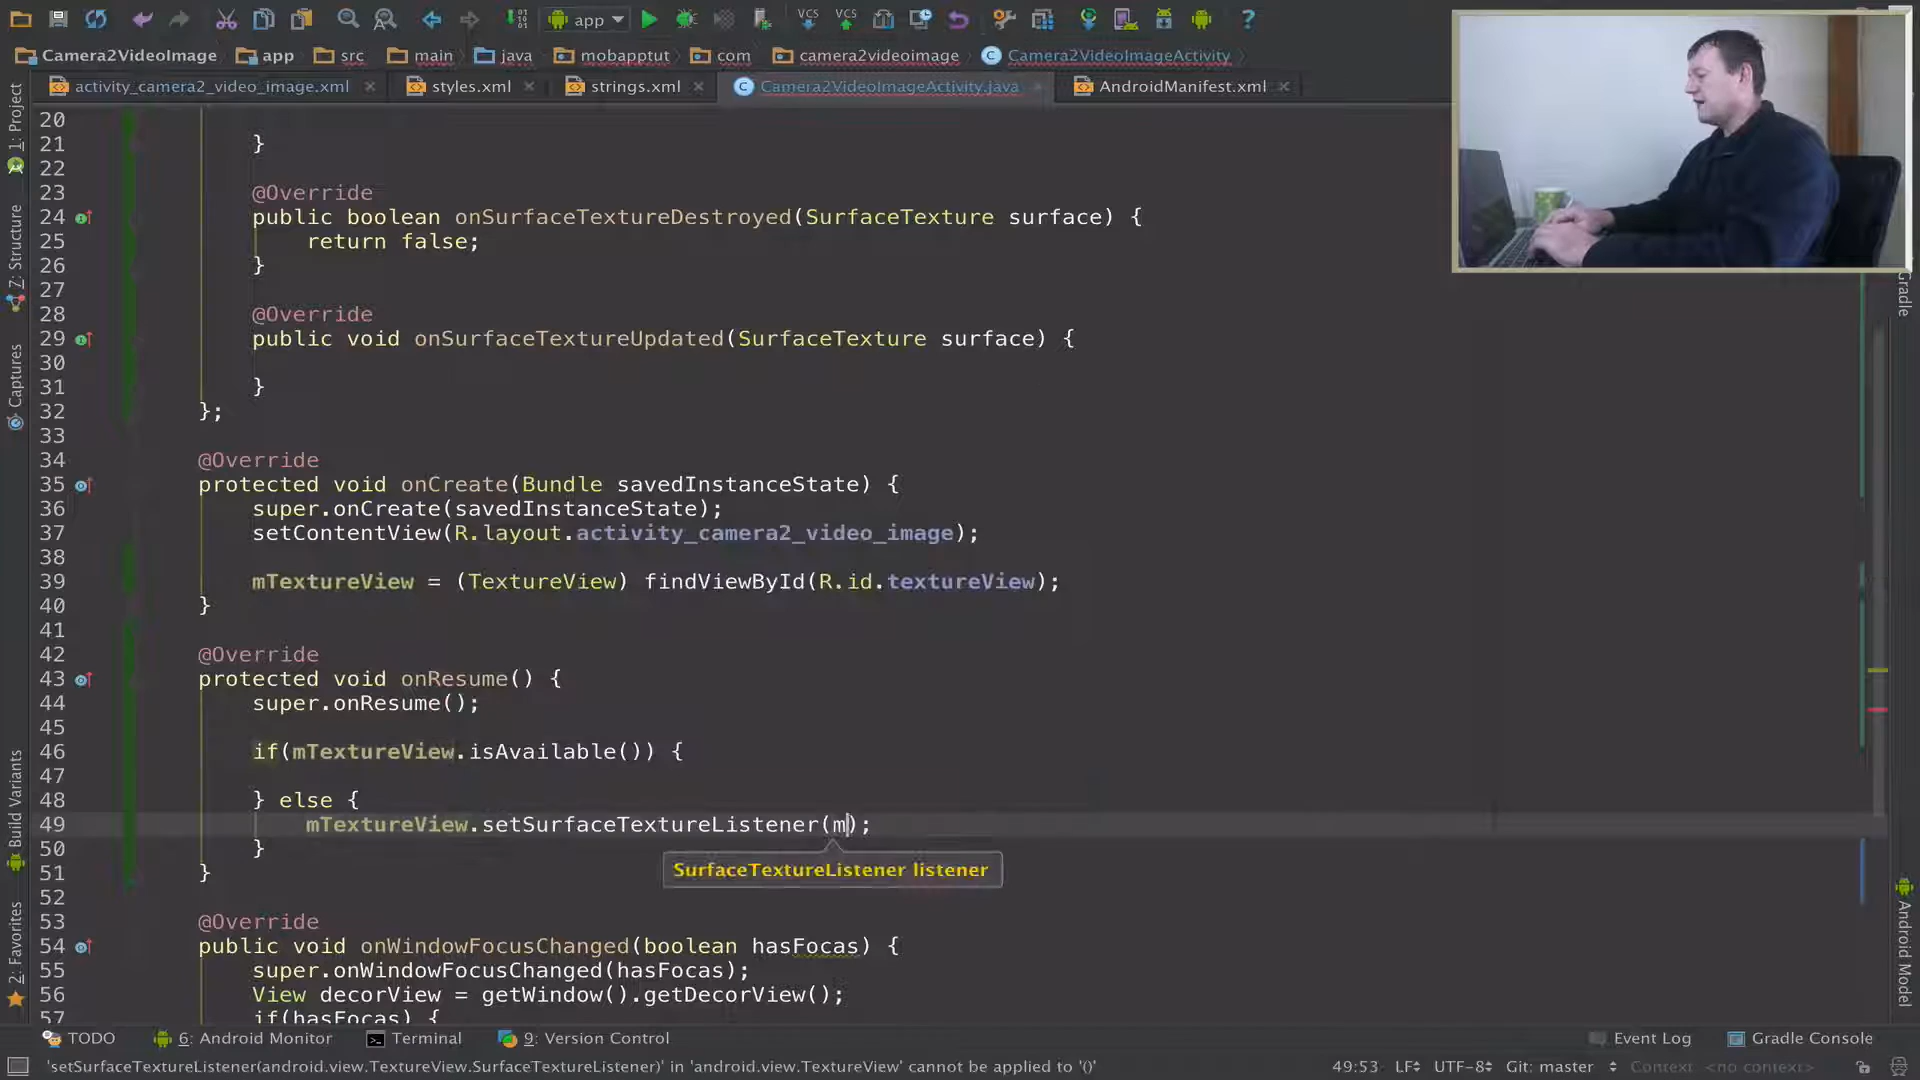 app
Camera2VideoImage app src main java mobapptut com camera2videoimage Camera2VideoImageActivity
activity_camera2_video_image.xml styles.xml strings.xml Camera2VideoImageActivity.java AndroidManifest.xml
1: Project
7: Structure
Captures
Build Variants
2: Favorites
20
21 }
22
23 @Override
24 public boolean onSurfaceTextureDestroyed(SurfaceTexture surface) {
25 return false;
26 }
27
28 @Override
29 public void onSurfaceTextureUpdated(SurfaceTexture surface) {
30
31 }
32 };
33
34 @Override
35 protected void onCreate(Bundle savedInstanceState) {
36 super.onCreate(savedInstanceState);
37 setContentView(R.layout.activity_camera2_video_image);
38
39 mTextureView = (TextureView) findViewById(R.id.textureView);
40 }
41
42 @Override
43 protected void onResume() {
44 super.onResume();
45
46 if(mTextureView.isAvailable()) {
47
48 } else {
49 mTextureView.setSurfaceTextureListener(m);
50 }
SurfaceTextureListener listener
51 }
52
53 @Override
54 public void onWindowFocusChanged(boolean hasFocas) {
55 super.onWindowFocusChanged(hasFocas);
56 View decorView = getWindow().getDecorView();
57 if(hasFocas) {
Gradle
Android Model
TODO 6: Android Monitor Terminal 9: Version Control Event Log Gradle Console
'setSurfaceTextureListener(android.view.TextureView.SurfaceTextureListener)' in 'android.view.TextureView' cannot be applied to '()' 49:53 LF UTF-8 Git: master Context: <no context>